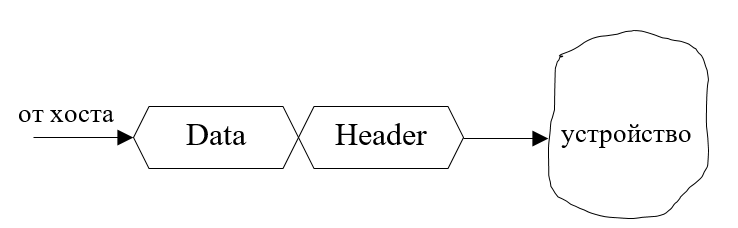 от хоста
Data
Header
устройство